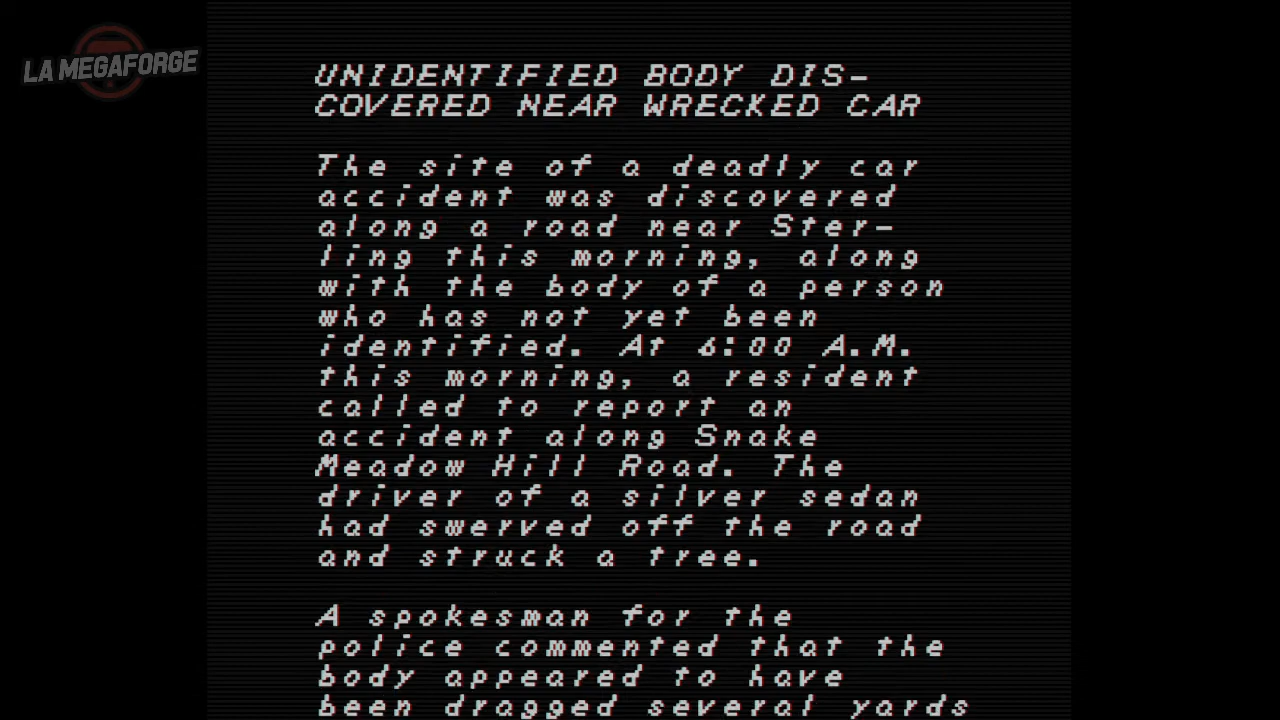 LA MEGAFORGE
UNIDENTIFIED BODY DIS-
COVERED NEAR WRECKED CAR
The site of a deadly car
accident was discovered
along a road near Ster-
ling this morning, along
with the body of a person
who has not yet been
identified. At 6:00 A.M.
this morning, a resident
called to report an
accident along Snake
Meadow Hill Road. The
driver of a silver sedan
had swerved off the road
and struck a tree.
A spokesman for the
police commented that the
body appeared to have
been dragged several yards